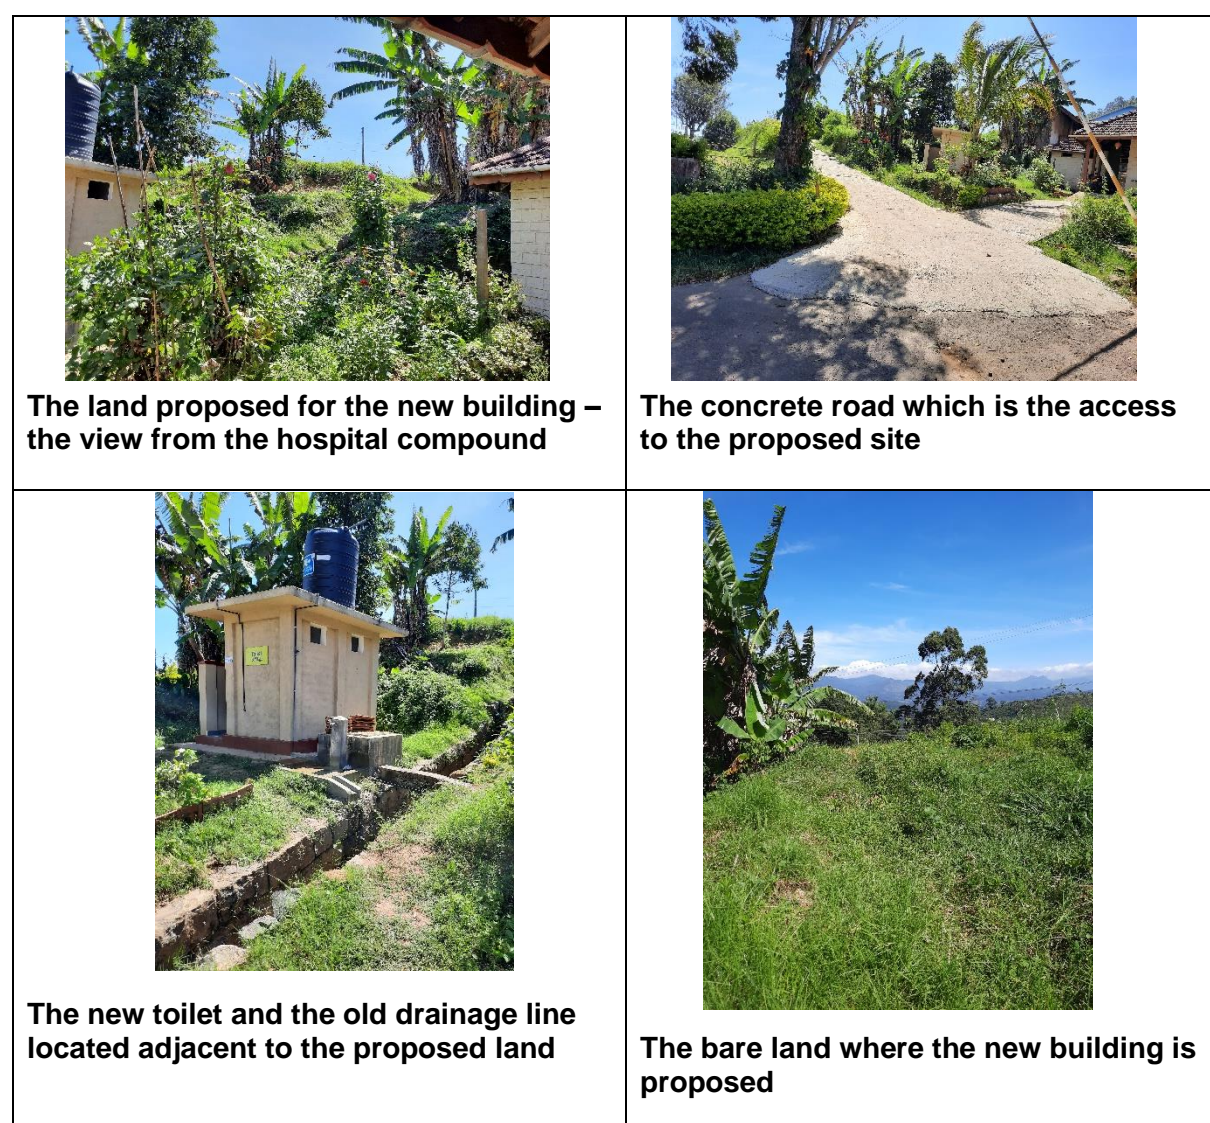 The land proposed for the new building –
the view from the hospital compound
The concrete road which is the access
to the proposed site
The new toilet and the old drainage line
located adjacent to the proposed land
The bare land where the new building is
proposed